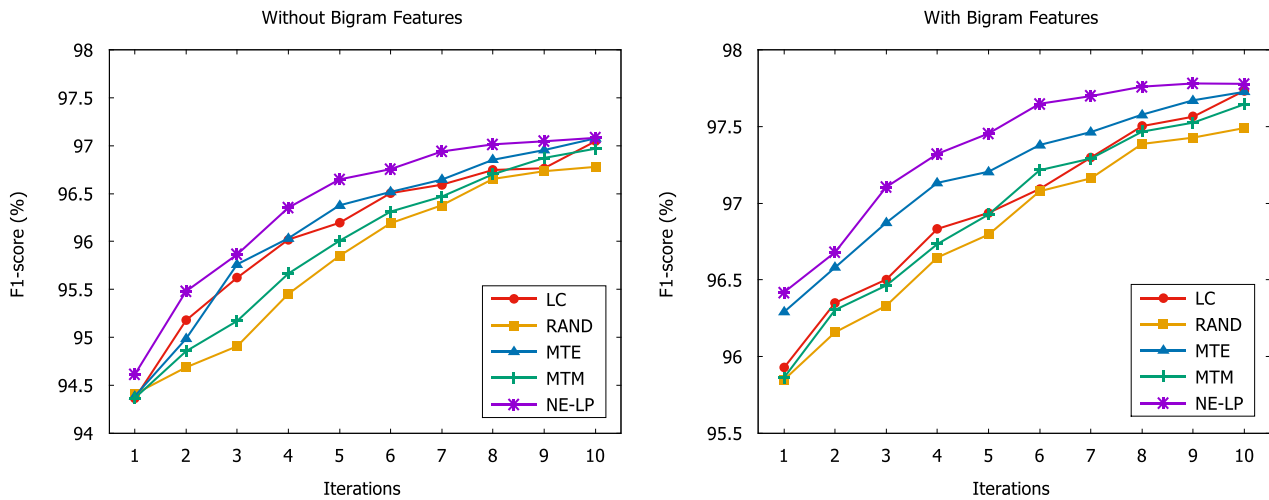 Without Bigram Features
98
97.5
97
96.5
96
95.5
95
94.5
94
F1-score (%)
LC
RAND
MTE
MTM
NE-LP
1 2 3 4 5 6 7 8 9 10
Iterations
With Bigram Features
98
97.5
97
96.5
96
95.5
F1-score (%)
LC
RAND
MTE
MTM
NE-LP
1 2 3 4 5 6 7 8 9 10
Iterations